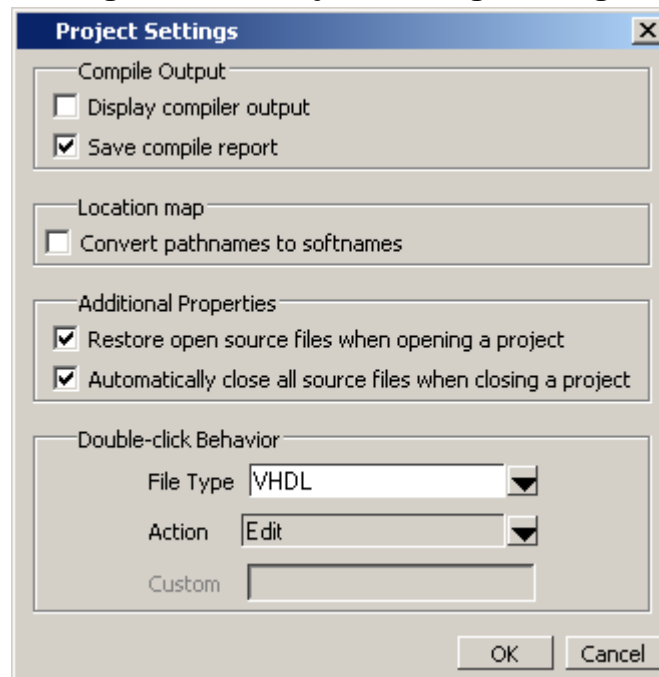 Project Settings
Compile Output
Display compiler output
Save compile report
Location map
Convert pathnames to softnames
Additional Properties
Restore open source files when opening a project
Automatically close all source files when closing a project
Double-click Behavior
File Type VHDL
Action Edit
Custom
OK Cancel